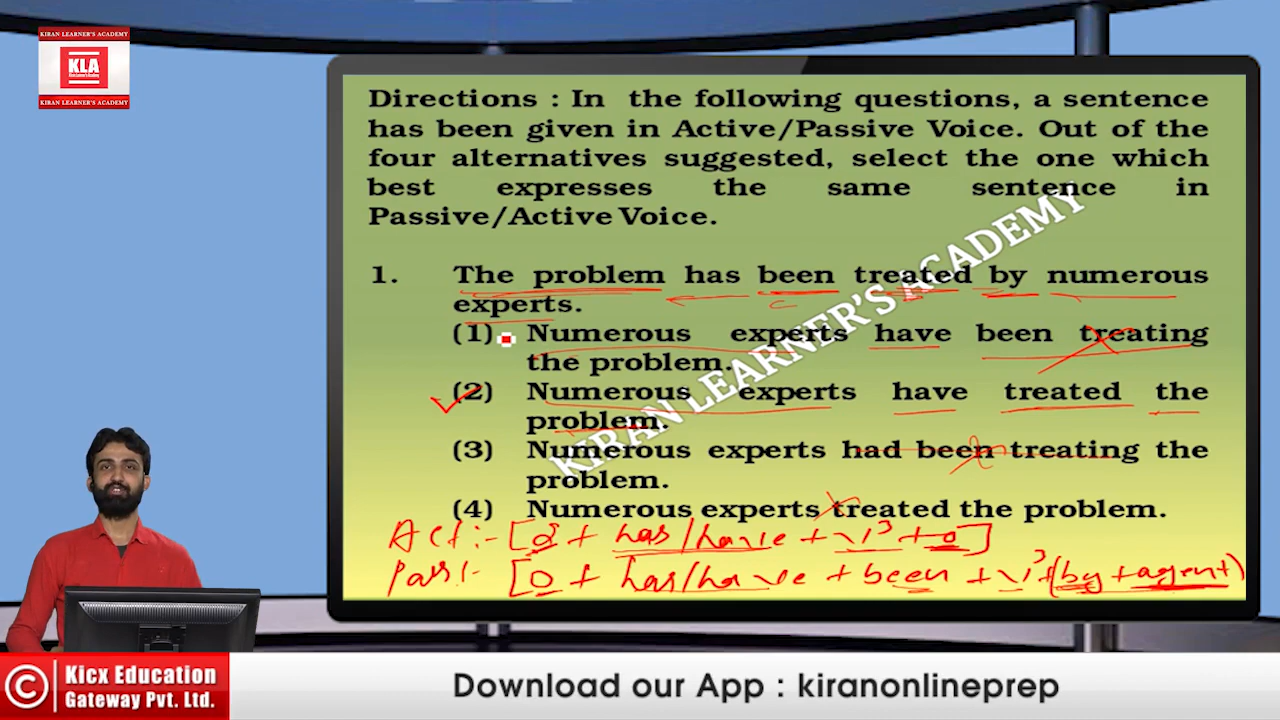 KIRAN LEARNER'S ACADEMY
KLA
Kiran Learner's Academy
KIRAN LEARNER'S ACADEMY
Directions : In the following questions, a sentence
has been given in Active/Passive Voice. Out of the
four alternatives suggested, select the one which
best expresses the same sentence in
Passive/Active Voice.
1. The problem has been treated by numerous
experts.
(1) Numerous experts have been treating
the problem.
(2) Numerous experts have treated the
problem.
(3) Numerous experts had been treating the
problem.
(4) Numerous experts treated the problem.
KIRAN LEARNER'S ACADEMY
Act:- [S + has/have + v³ + o]
Pass:- [O + has/have + been + v³ + (by + agent)
© Kicx Education
Gateway Pvt. Ltd.
Download our App : kiranonlineprep